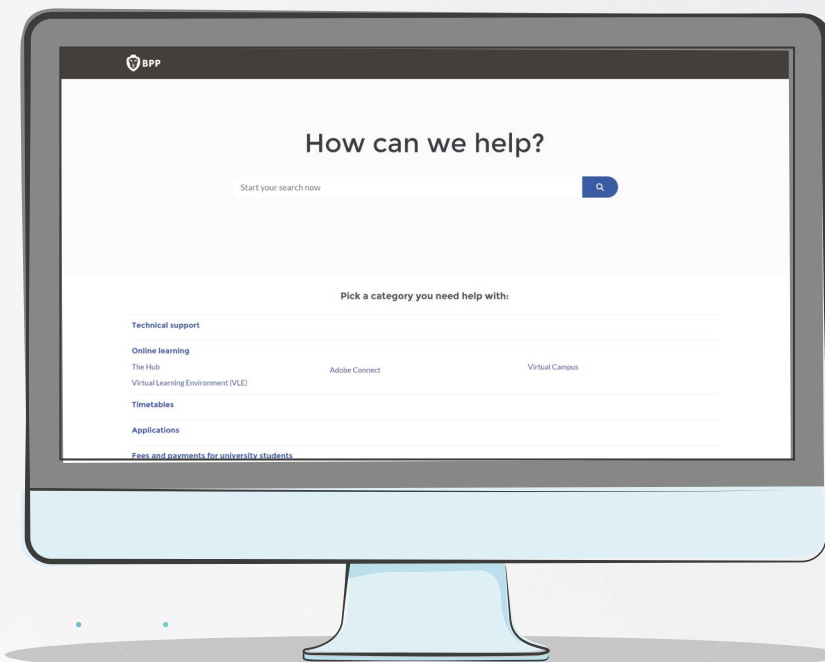 BPP
How can we help?
Start your search now
Pick a category you need help with:
Technical support
Online learning
The Hub
Adobe Connect
Virtual Campus
Virtual Learning Environment (VLE)
Timetables
Applications
Fees and payments for university students